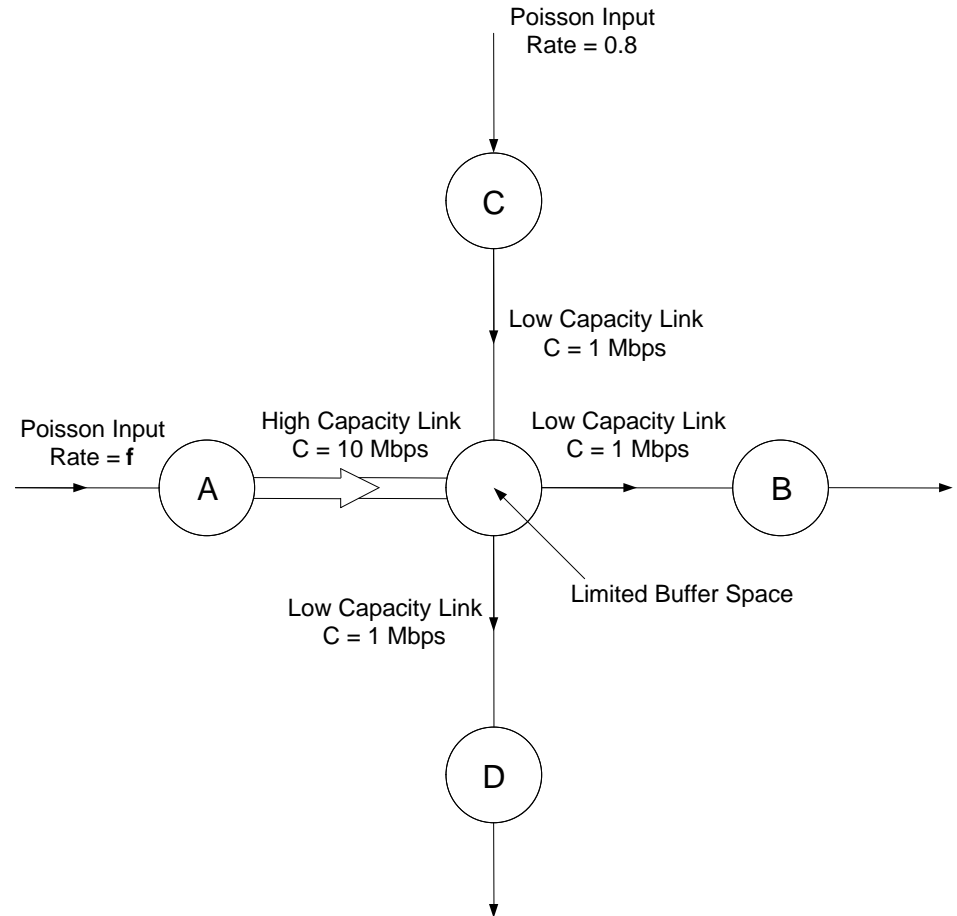 Poisson Input
Rate = 0.8
C
Low Capacity Link
C = 1 Mbps
Poisson Input
Rate = f
A
High Capacity Link
C = 10 Mbps
Low Capacity Link
C = 1 Mbps
B
Limited Buffer Space
Low Capacity Link
C = 1 Mbps
D